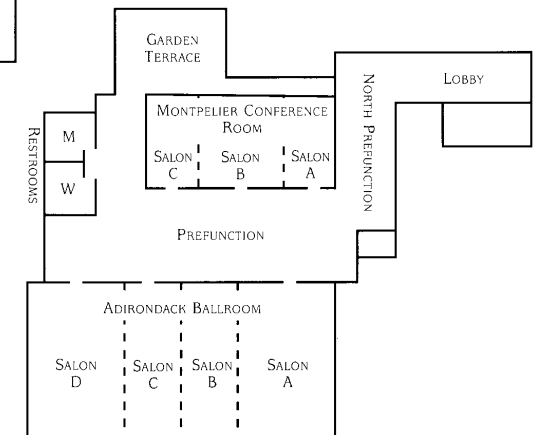 GARDEN
TERRACE
LOBBY
NORTH PREFUNCTION
MONTPELIER CONFERENCE
ROOM
SALON
C
SALON
B
SALON
A
RESTROOMS
M
W
PREFUNCTION
ADIRONDACK BALLROOM
SALON
D
SALON
C
SALON
B
SALON
A